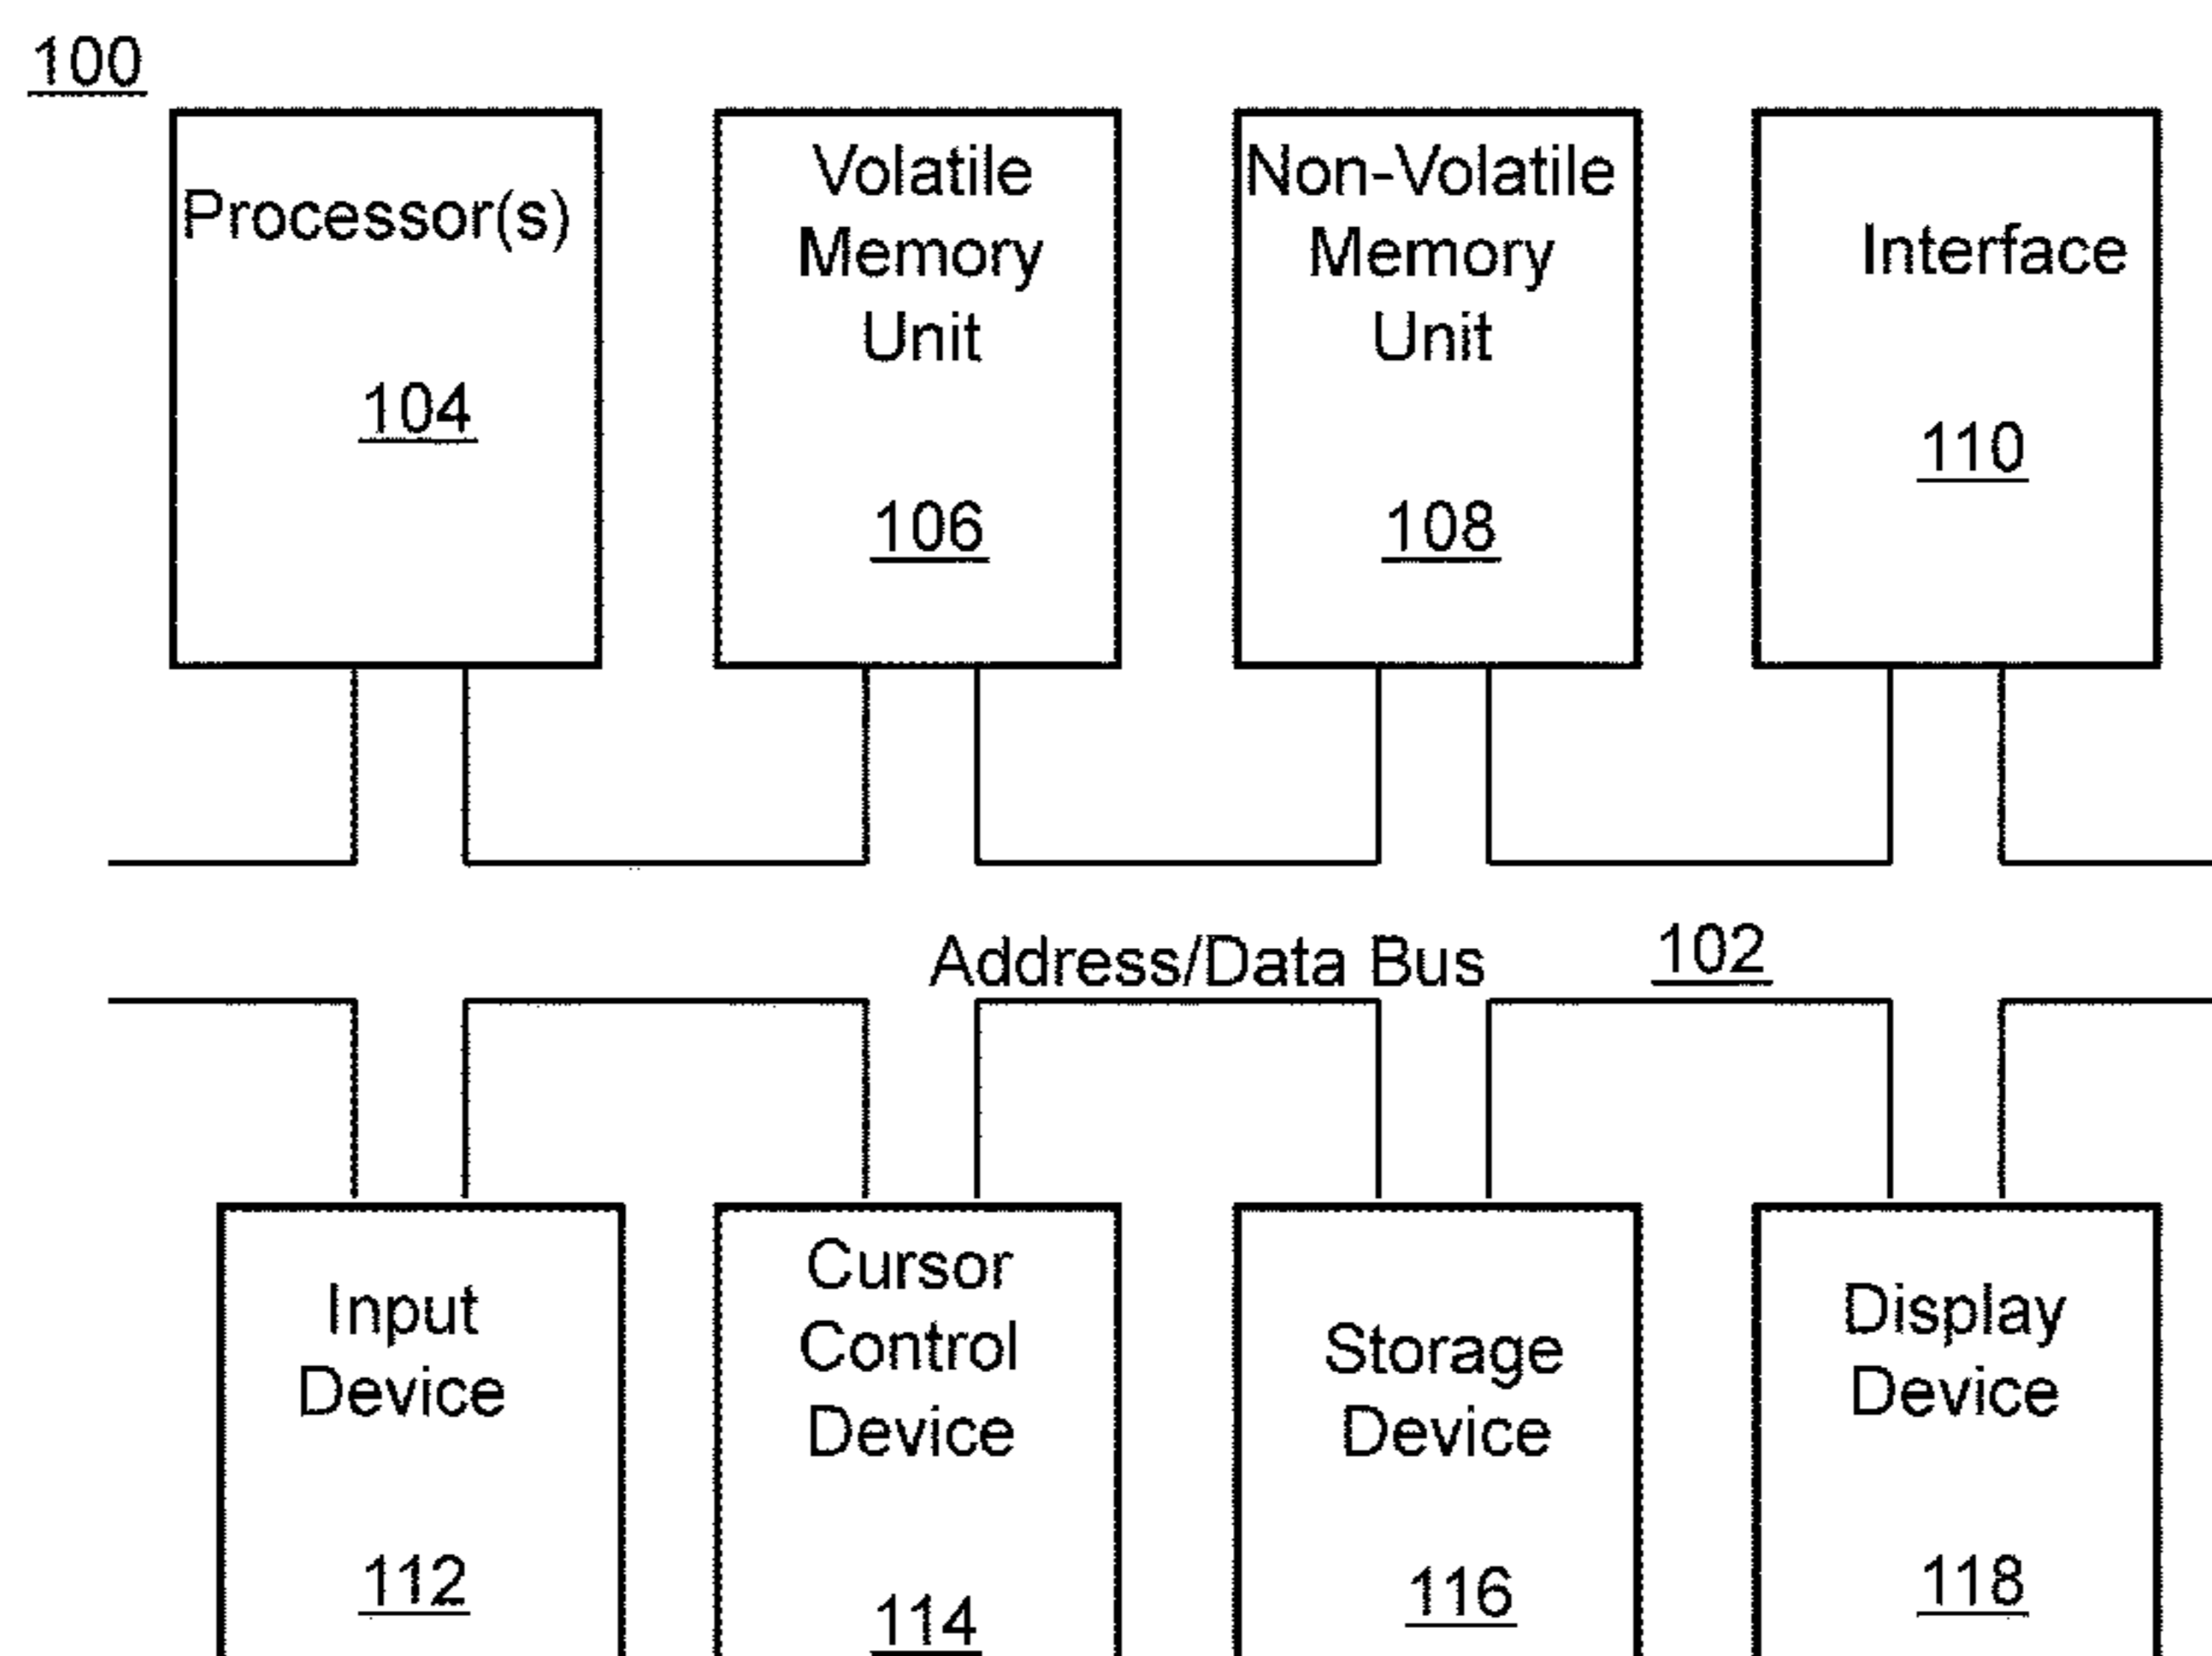 100
Processor(s)
104
Volatile
Memory
Unit
106
Non-Volatile
Memory
Unit
108
Interface
110
Address/Data Bus
102
Input
Device
112
Cursor
Control
Device
114
Storage
Device
116
Display
Device
118